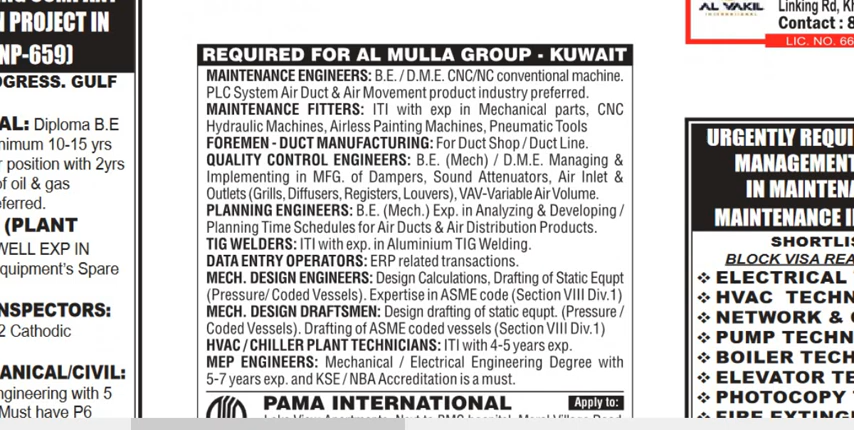 N PROJECT IN
NP-659)
OGRESS. GULF
AL: Diploma B.E
nimum 10-15 yrs
r position with 2yrs
of oil & gas
eferred.
(PLANT
WELL EXP IN
quipment's Spare
NSPECTORS:
2 Cathodic
ANICAL/CIVIL:
ngineering with 5
Must have P6
REQUIRED FOR AL MULLA GROUP - KUWAIT
MAINTENANCE ENGINEERS: B.E. / D.M.E. CNC/NC conventional machine.
PLC System Air Duct & Air Movement product industry preferred.
MAINTENANCE FITTERS: ITI with exp in Mechanical parts, CNC
Hydraulic Machines, Airless Painting Machines, Pneumatic Tools
FOREMEN - DUCT MANUFACTURING: For Duct Shop / Duct Line.
QUALITY CONTROL ENGINEERS: B.E. (Mech) / D.M.E. Managing &
Implementing in MFG. of Dampers, Sound Attenuators, Air Inlet &
Outlets (Grills, Diffusers, Registers, Louvers), VAV-Variable Air Volume.
PLANNING ENGINEERS: B.E. (Mech.) Exp. in Analyzing & Developing /
Planning Time Schedules for Air Ducts & Air Distribution Products.
TIG WELDERS: ITI with exp. in Aluminium TIG Welding.
DATA ENTRY OPERATORS: ERP related transactions.
MECH. DESIGN ENGINEERS: Design Calculations, Drafting of Static Equpt
(Pressure/ Coded Vessels). Expertise in ASME code (Section VIII Div.1)
MECH. DESIGN DRAFTSMEN: Design drafting of static equpt. (Pressure /
Coded Vessels). Drafting of ASME coded vessels (Section VIII Div.1)
HVAC / CHILLER PLANT TECHNICIANS: ITI with 4-5 years exp.
MEP ENGINEERS: Mechanical / Electrical Engineering Degree with
5-7 years exp. and KSE / NBA Accreditation is a must.
PAMA INTERNATIONAL
Apply to:
AL VAKIL
INTERNATIONAL
Linking Rd, Kh
Contact : 8
LIC. NO. 66
URGENTLY REQUI
MANAGEMENT
IN MAINTENA
MAINTENANCE I
SHORTLIS
BLOCK VISA REA
❖ ELECTRICAL
❖ HVAC TECHN
❖ NETWORK &
❖ PUMP TECHN
❖ BOILER TECH
❖ ELEVATOR TE
❖ PHOTOCOPY
❖ FIRE EXTING